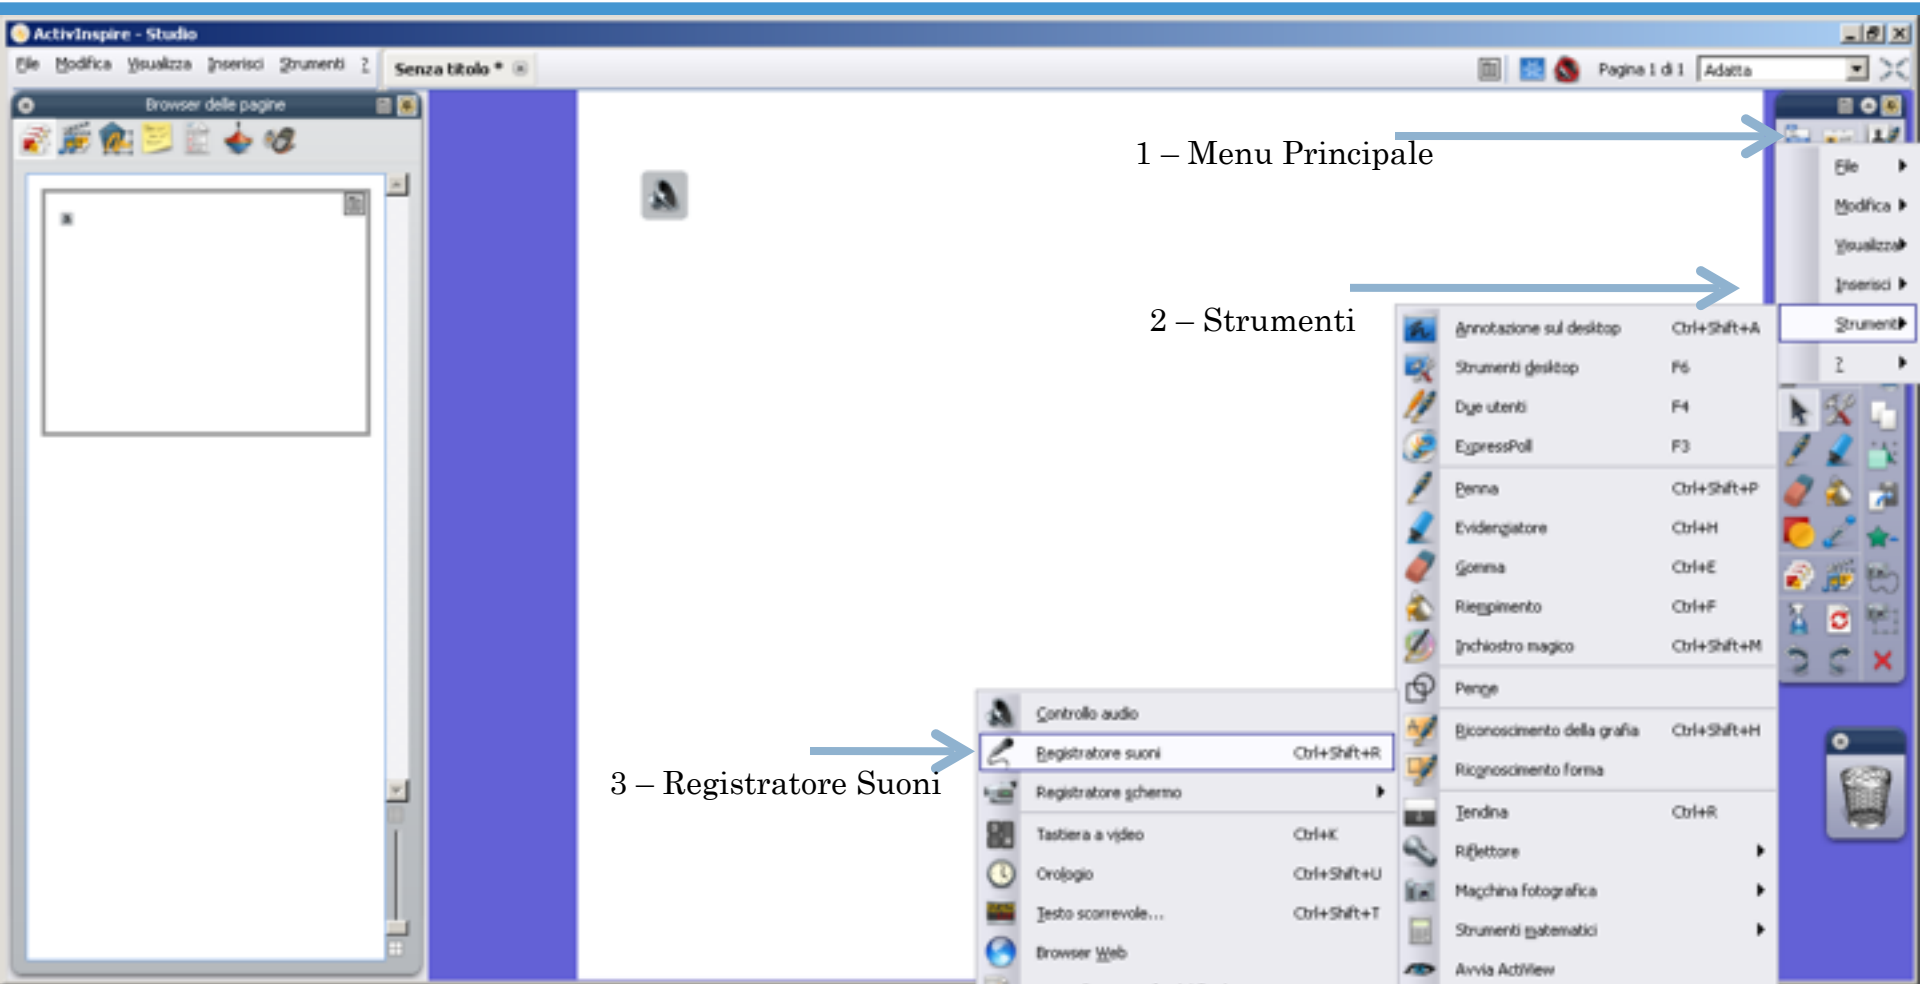 ActivInspire - Studio
File Modifica Visualizza Inserisci Strumenti ?
Senza titolo *
Pagina 1 di 1 Adatta
Browser delle pagine
1 – Menu Principale
File
Modifica
Visualizza
Inserisci
2 – Strumenti
Strumenti
?
Annotazione sul desktop Ctrl+Shift+A
Strumenti desktop F6
Due utenti F4
ExpressPoll F3
Penna Ctrl+Shift+P
Evidenziatore Ctrl+H
Gomma Ctrl+E
Riempimento Ctrl+F
Inchiostro magico Ctrl+Shift+M
Penne
Riconoscimento della grafia Ctrl+Shift+H
Riconoscimento forma
Tendina Ctrl+R
Riflettore
Macchina fotografica
Strumenti matematici
Avvia ActiView
3 – Registratore Suoni
Controllo audio
Registratore suoni Ctrl+Shift+R
Registratore schermo
Tastiera a video Ctrl+K
Orologio Ctrl+Shift+U
Testo scorrevole... Ctrl+Shift+T
Browser Web